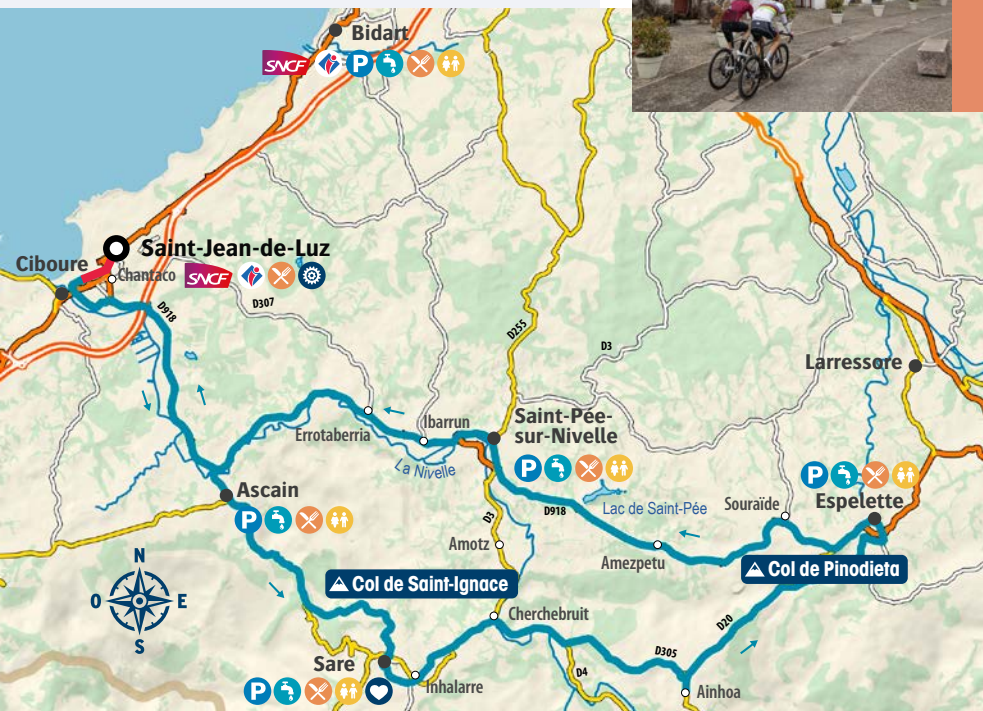 Bidart
SNCF P
Saint-Jean-de-Luz
Ciboure
Chantaco
SNCF
D918
D307
D255
D3
Larressore
Errotaberria
Ibarrun
La Nivelle
Saint-Pée-
sur-Nivelle
P
D918
Lac de Saint-Pée
Souraïde
P
Espelette
Ascain
P
D3
Amotz
Amezpetu
Col de Pinodieta
N
O E
S
Col de Saint-Ignace
Cherchebruit
D20
Sare
P
Inhalarre
D305
D4
Ainhoa